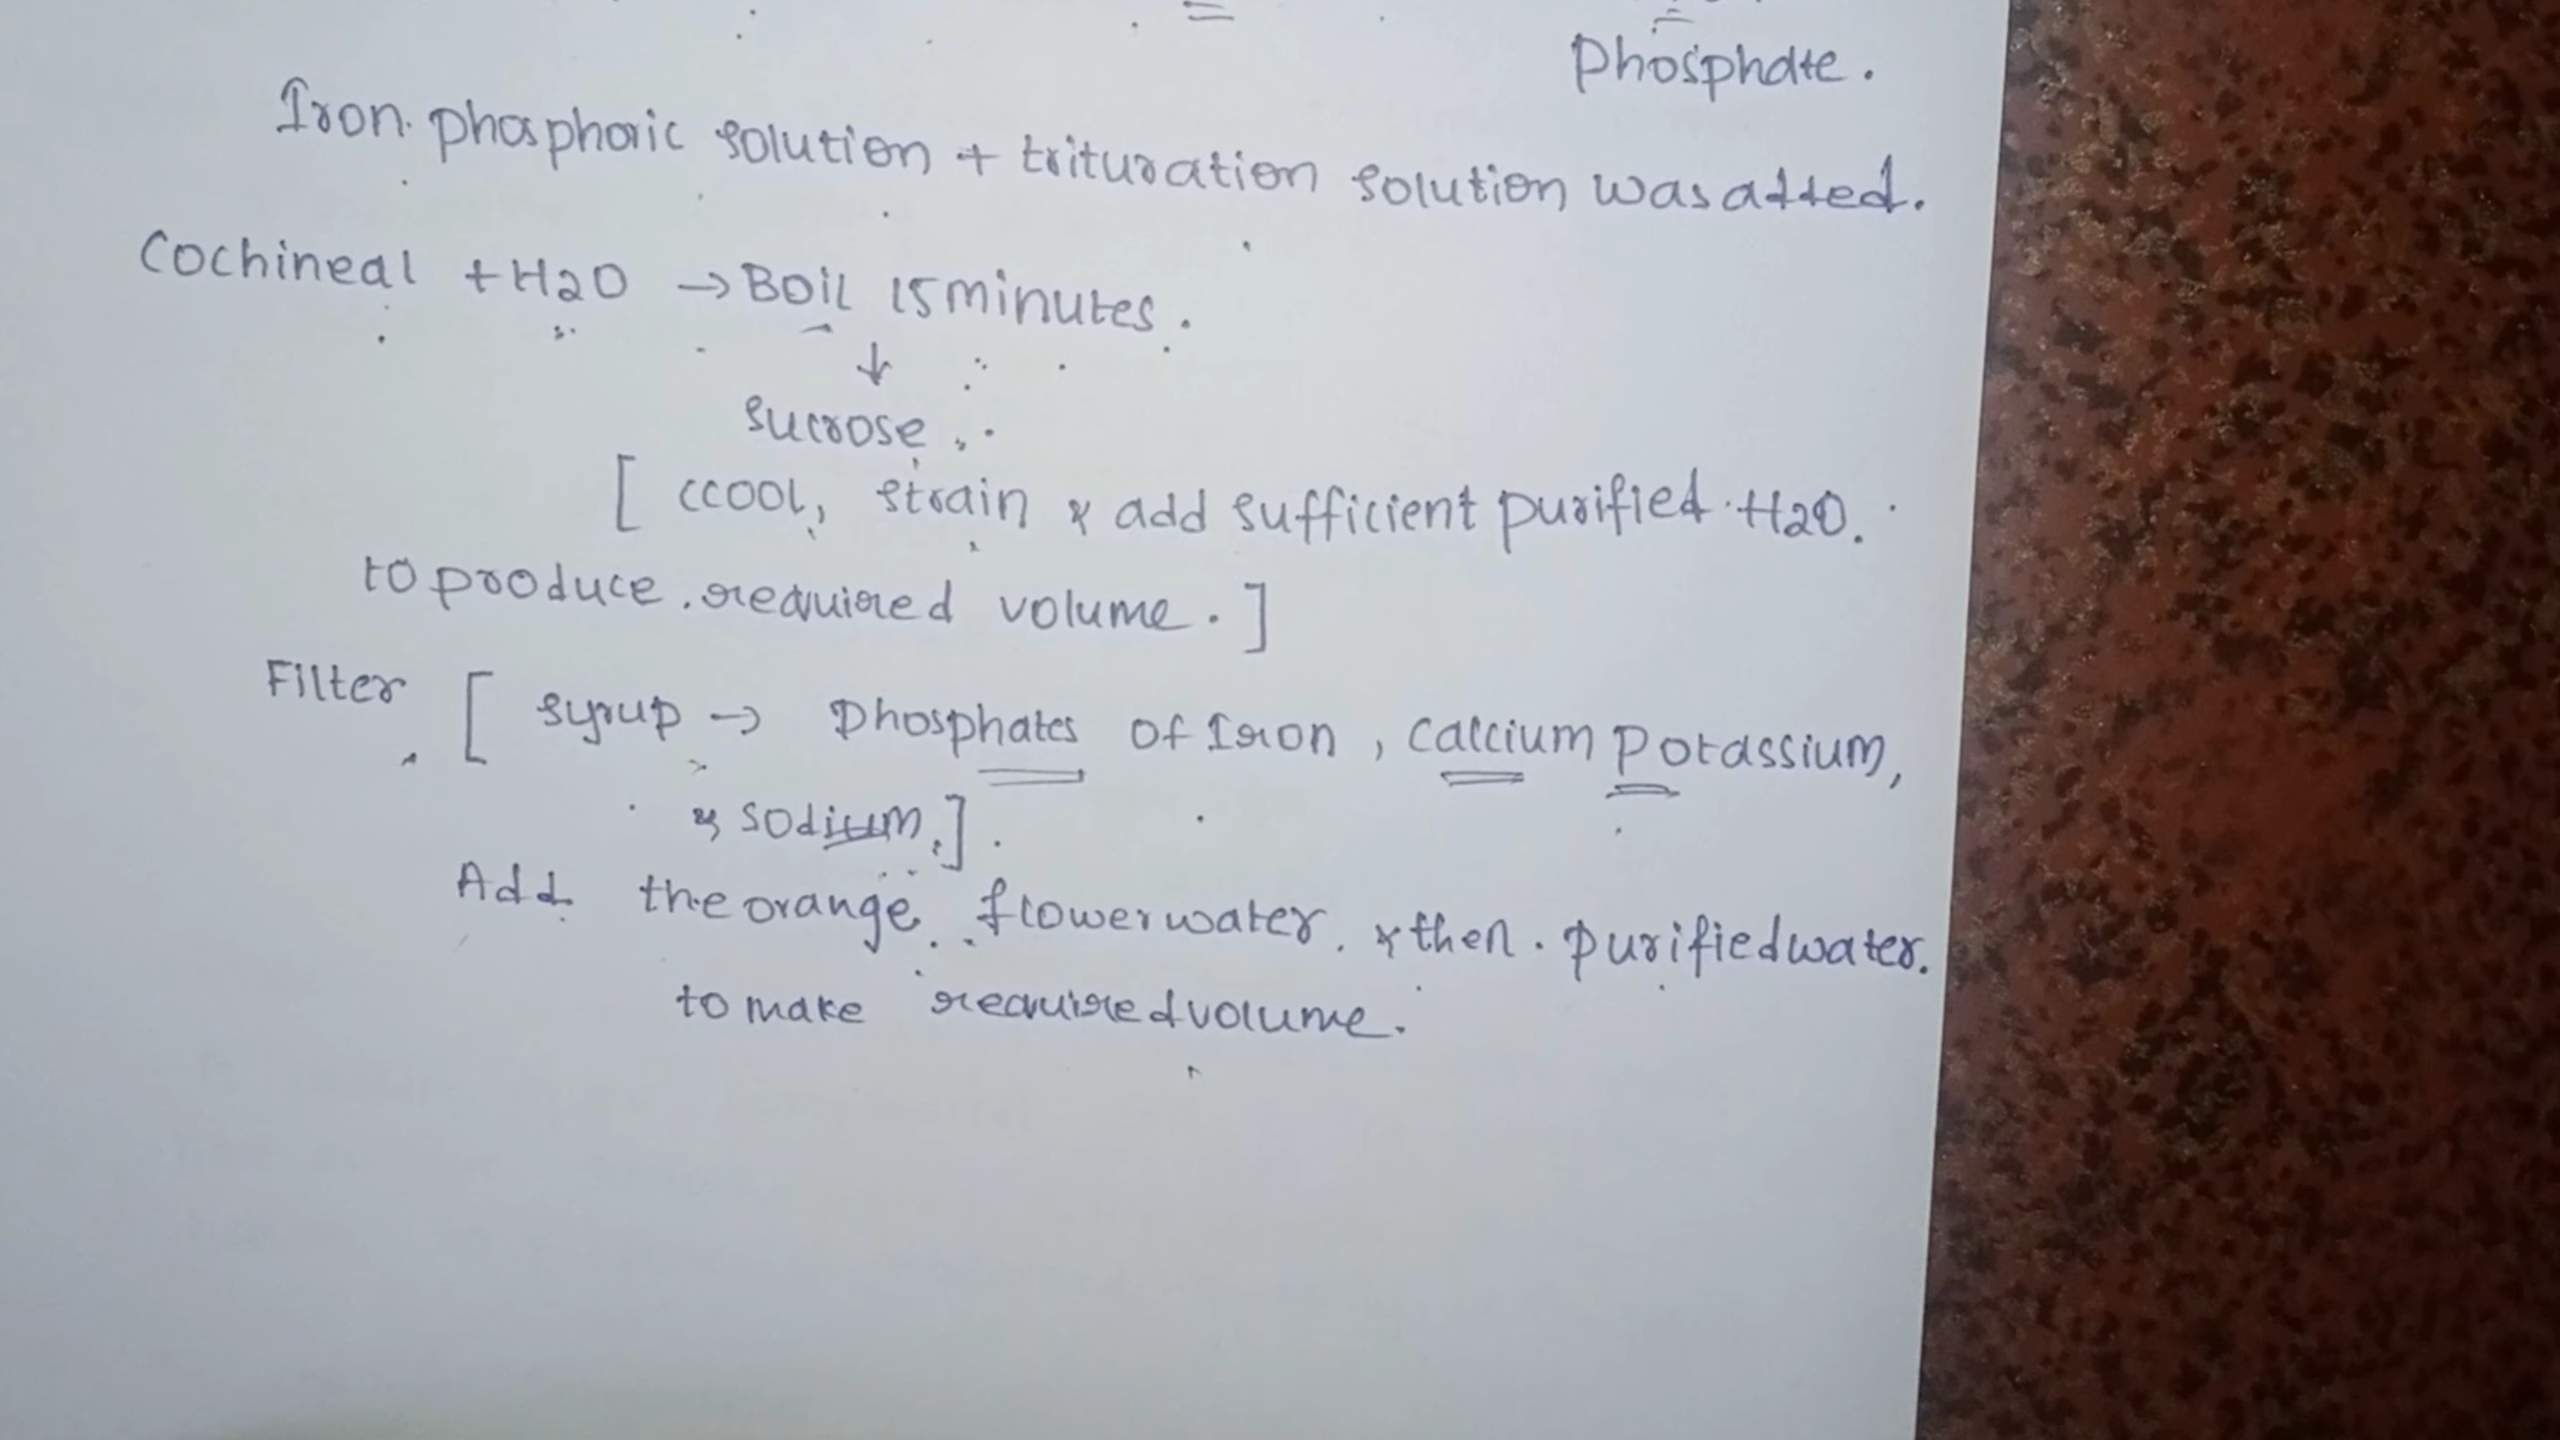 Phosphate.
Iron phosphoric solution + trituration solution was added.
Cochineal + H2O → Boil 15 minutes.
↓
sucrose.
[ ccool, strain & add sufficient purified H2O.
to produce required volume. ]
Filter [ syrup → Phosphates of Iron, calcium Potassium,
& sodium. ].
Add the orange flower water. & then purified water.
to make required volume.